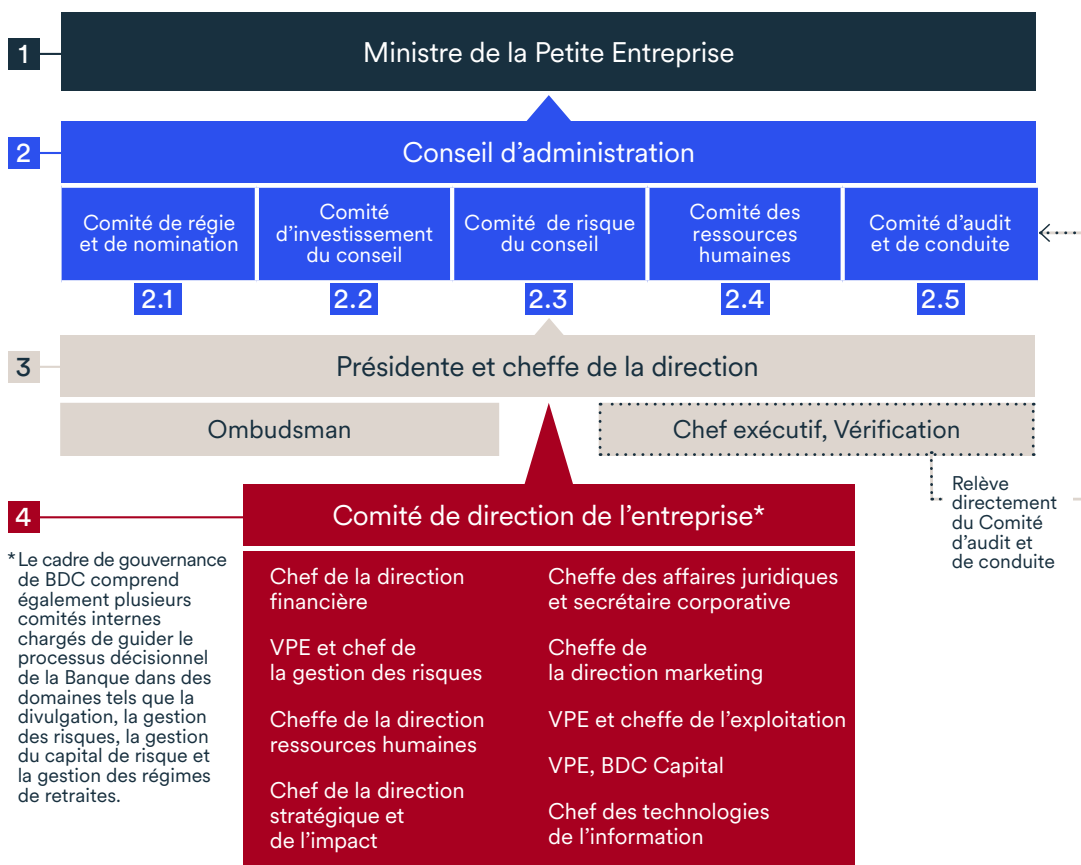 1
Ministre de la Petite Entreprise
2
Conseil d'administration
Comité de régie
et de nomination
2.1
Comité
d'investissement
du conseil
2.2
Comité de risque
du conseil
2.3
Comité des
ressources
humaines
2.4
Comité d'audit
et de conduite
2.5
3
Présidente et cheffe de la direction
Ombudsman
Chef exécutif, Vérification
Relève
directement
du Comité
d'audit et
de conduite
4
Comité de direction de l'entreprise*
Chef de la direction
financière
VPE et chef de
la gestion des risques
Cheffe de la direction
ressources humaines
Chef de la direction
stratégique et
de l'impact
Cheffe des affaires juridiques
et secrétaire corporative
Cheffe de
la direction marketing
VPE et cheffe de l'exploitation
VPE, BDC Capital
Chef des technologies
de l'information
*Le cadre de gouvernance
de BDC comprend
également plusieurs
comités internes
chargés de guider le
processus décisionnel
de la Banque dans des
domaines tels que la
divulgation, la gestion
des risques, la gestion
du capital de risque et
la gestion des régimes
de retraites.